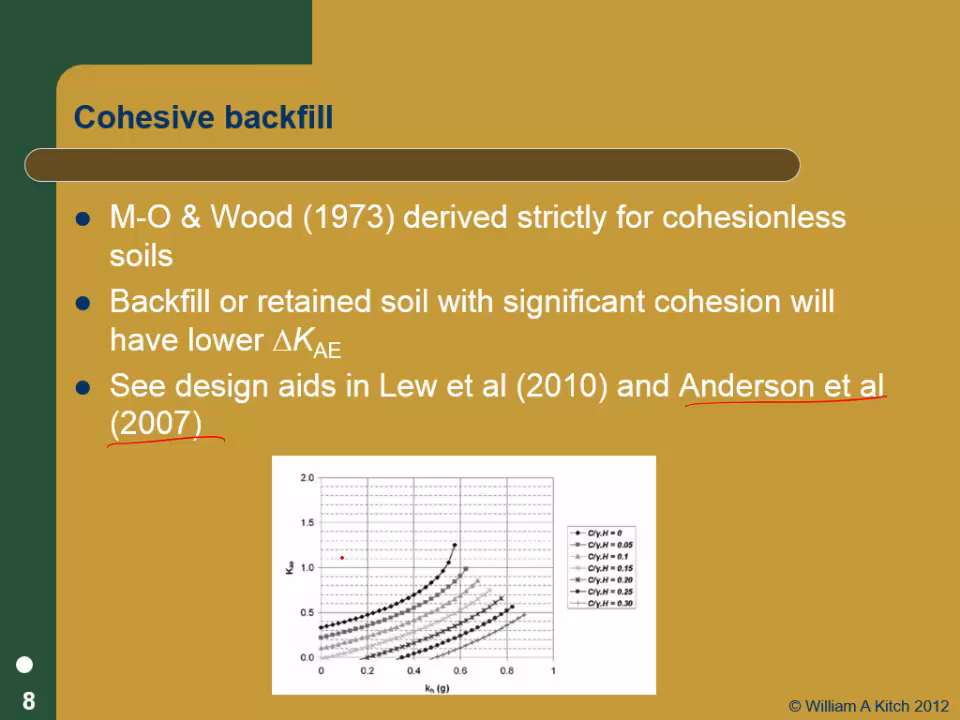 Cohesive backfill
M-O & Wood (1973) derived strictly for cohesionless
soils
Backfill or retained soil with significant cohesion will
have lower ΔKAE
See design aids in Lew et al (2010) and Anderson et al
(2007)
2.0
1.5
1.0
0.5
0.0
Kae
0 0.2 0.4 0.6 0.8 1
kh (g)
C/γ.H = 0
C/γ.H = 0.05
C/γ.H = 0.1
C/γ.H = 0.15
C/γ.H = 0.20
C/γ.H = 0.25
C/γ.H = 0.30
8
© William A Kitch 2012